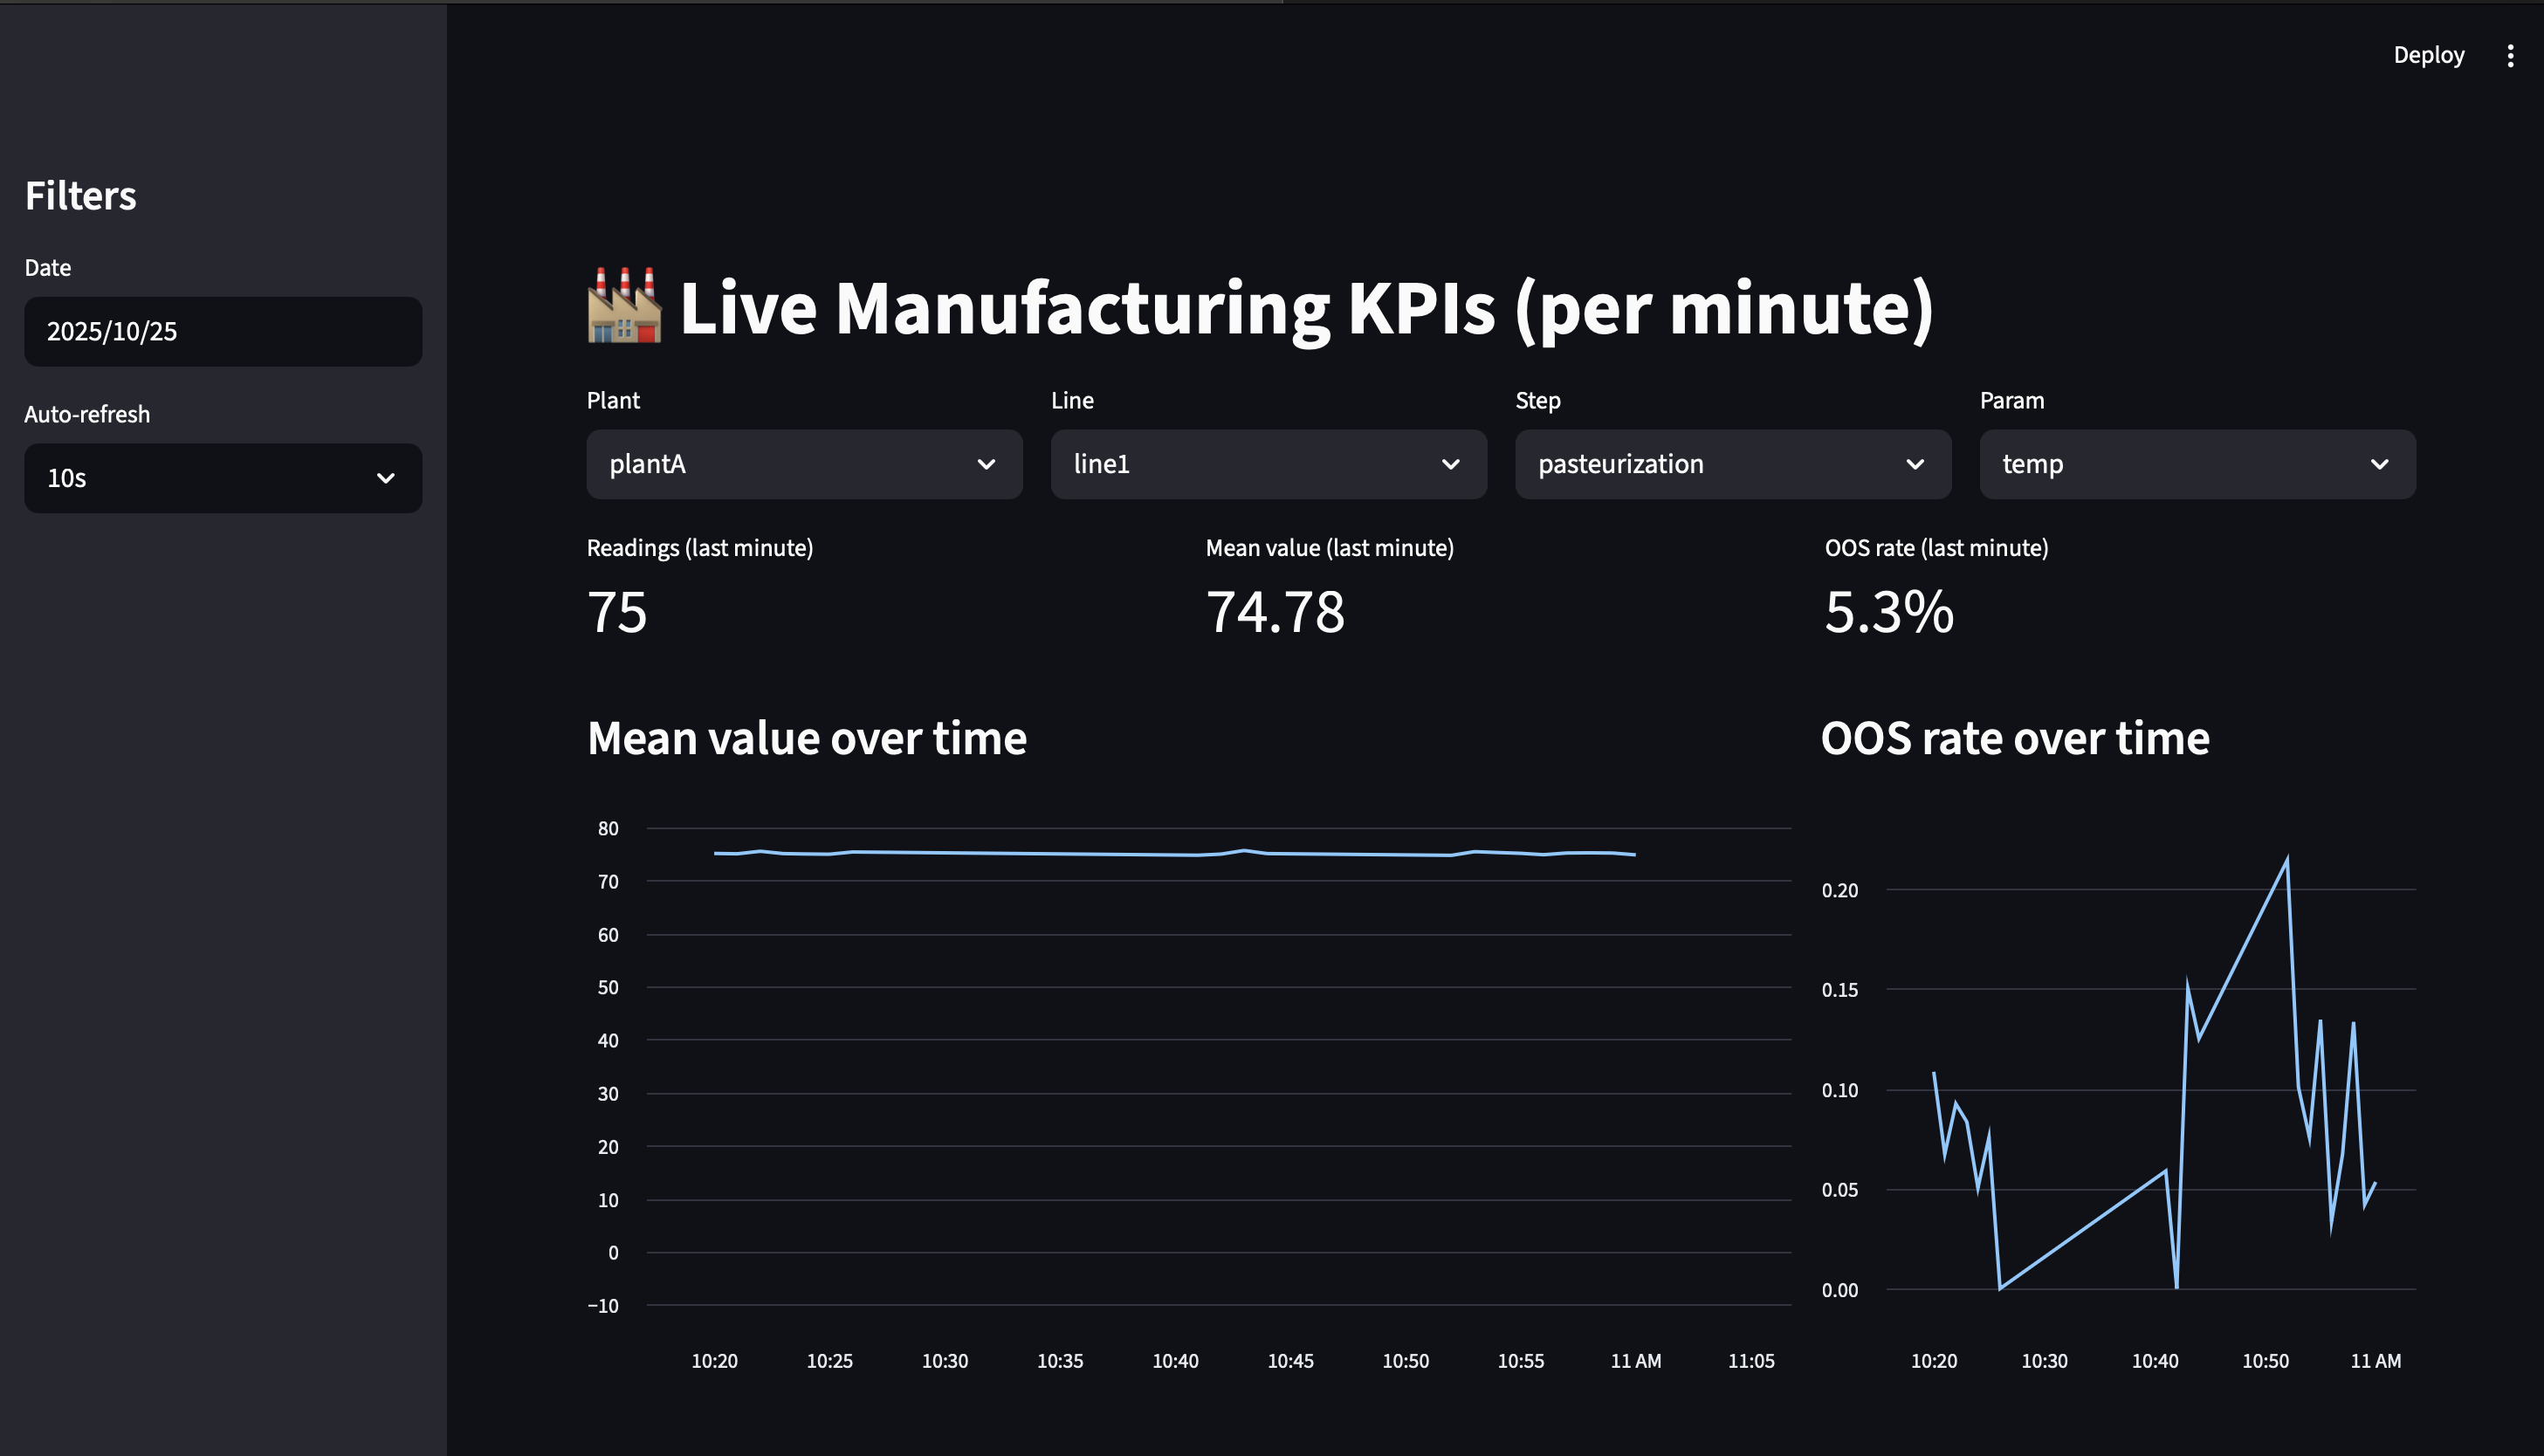 Deploy
Filters
Date
2025/10/25
Auto-refresh
10s
Live Manufacturing KPIs (per minute)
Plant Line Step Param
plantA line1 pasteurization temp
Readings (last minute) Mean value (last minute) OOS rate (last minute)
75 74.78 5.3%
Mean value over time
80
70
60
50
40
30
20
10
0
−10
10:20 10:25 10:30 10:35 10:40 10:45 10:50 10:55 11 AM 11:05
OOS rate over time
0.20
0.15
0.10
0.05
0.00
10:20 10:30 10:40 10:50 11 AM